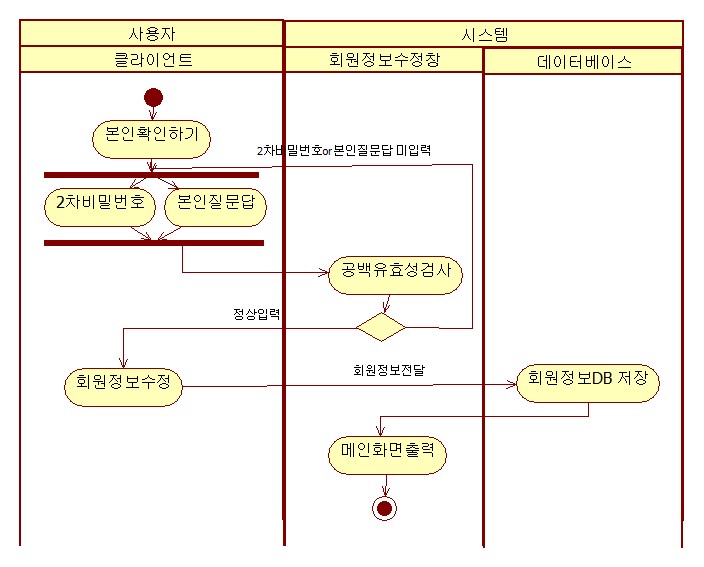 사용자
시스템
클라이언트
회원정보수정창
데이터베이스
본인확인하기
2차비밀번호or본인질문답 미입력
2차비밀번호
본인질문답
공백유효성검사
정상입력
회원정보수정
회원정보전달
회원정보DB 저장
메인화면출력